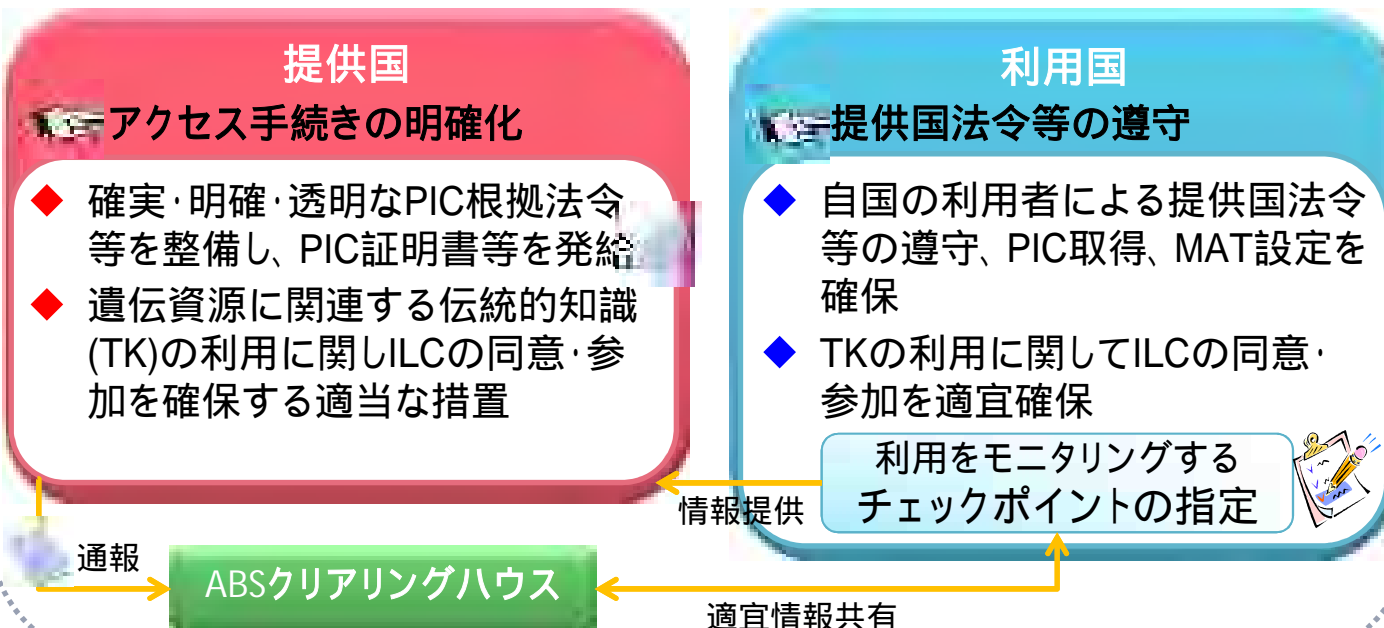 提供国
アクセス手続きの明確化
◆ 確実・明確・透明なPIC根拠法令
等を整備し、PIC証明書等を発給
◆ 遺伝資源に関連する伝統的知識
(TK)の利用に関しILCの同意・参
加を確保する適当な措置
利用国
提供国法令等の遵守
◆ 自国の利用者による提供国法令
等の遵守、PIC取得、MAT設定を
確保
◆ TKの利用に関してILCの同意・
参加を適宜確保
利用をモニタリングする
チェックポイントの指定
情報提供
通報
ABSクリアリングハウス
適宜情報共有